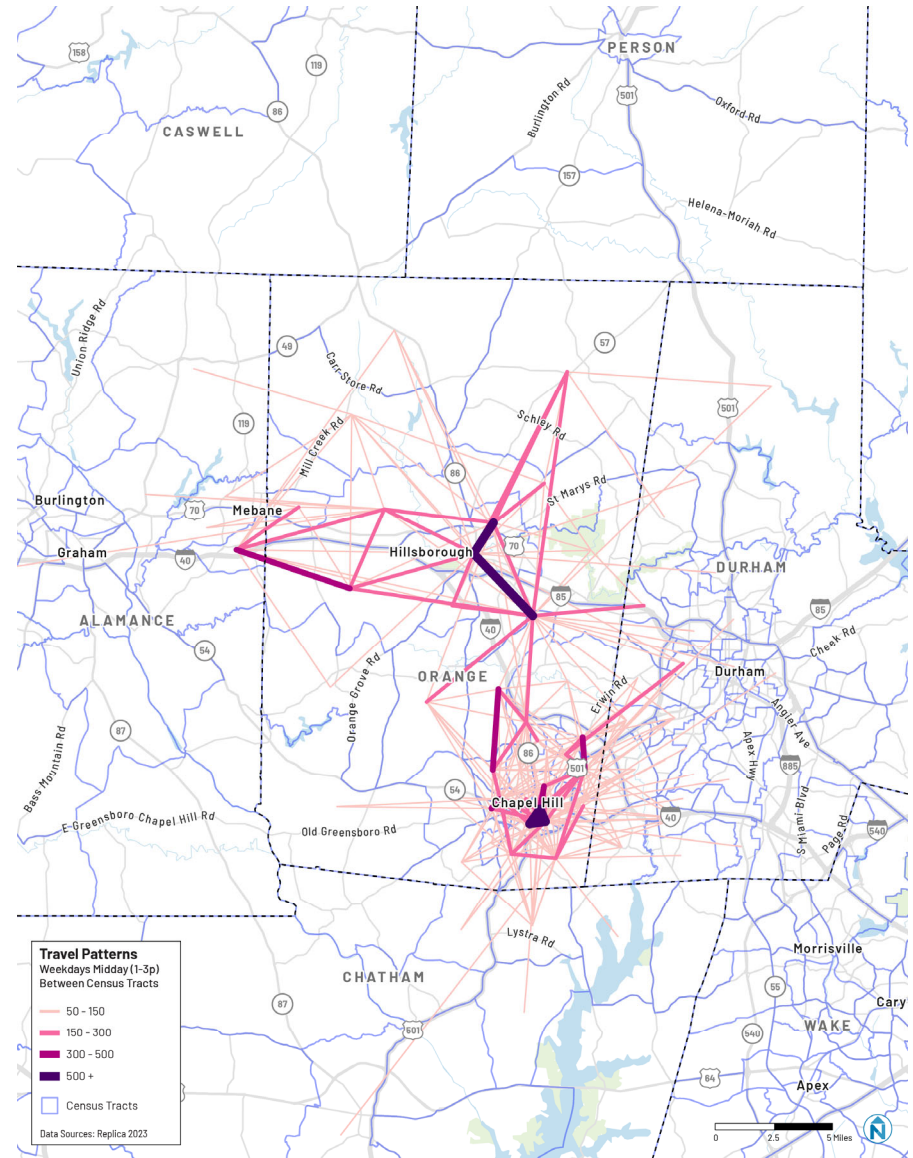 PERSON
158
119
501
Burlington Rd
Oxford Rd
86
CASWELL
157
Helena-Moriah Rd
Union Ridge Rd
49
57
Carr-Store Rd
501
119
Schley Rd
Mill Creek Rd
86
St Marys Rd
Burlington
70
Mebane
Graham
40
Hillsborough
70
DURHAM
85
85
ALAMANCE
40
Cheek Rd
54
ORANGE
Erwin Rd
Durham
Orange Grove Rd
Angier Ave
87
86
Bass Mountain Rd
501
Apex Hwy
885
54
Chapel Hill
S Miami Blvd
E Greensboro Chapel Hill Rd
Old Greensboro Rd
40
Page Rd
540
Lystra Rd
Morrisville
CHATHAM
55
87
Cary
501
540
WAKE
64
Apex
Travel Patterns
Weekdays Midday (1-3p)
Between Census Tracts
50 - 150
150 - 300
300 - 500
500 +
Census Tracts
Data Sources: Replica 2023
0 2.5 5 Miles
N